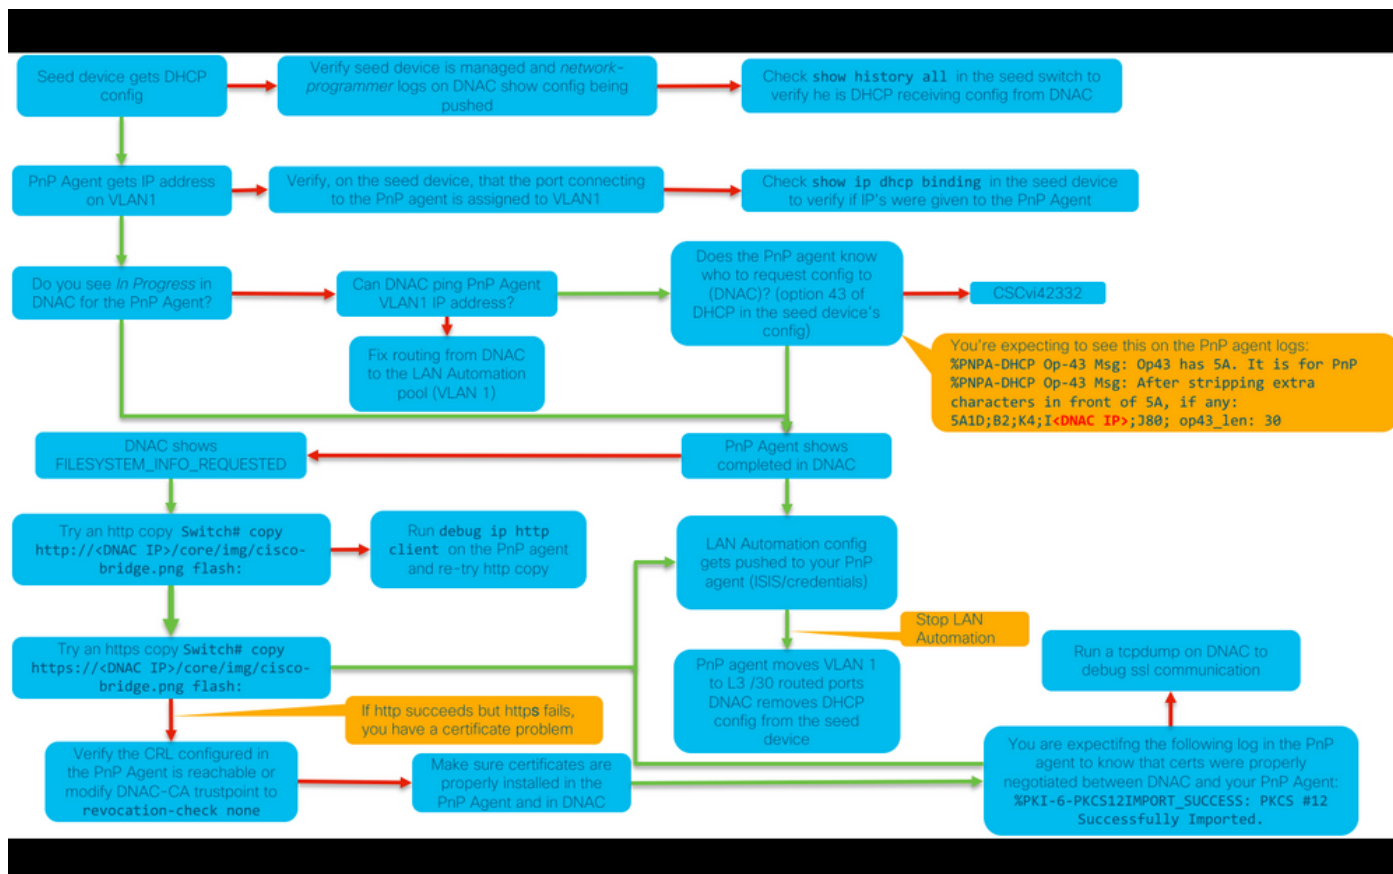 Seed device gets DHCP
config
Verify seed device is managed and network-
programmer logs on DNAC show config being
pushed
Check show history all in the seed switch to
verify he is DHCP receiving config from DNAC
PnP Agent gets IP address
on VLAN1
Verify, on the seed device, that the port connecting
to the PnP agent is assigned to VLAN1
Check show ip dhcp binding in the seed device
to verify if IP's were given to the PnP Agent
Do you see In Progress in
DNAC for the PnP Agent?
Can DNAC ping PnP Agent
VLAN1 IP address?
Does the PnP agent know
who to request config to
(DNAC)? (option 43 of
DHCP in the seed device's
config)
CSCvi42332
Fix routing from DNAC
to the LAN Automation
pool (VLAN 1)
You're expecting to see this on the PnP agent logs:
%PNPA-DHCP Op-43 Msg: Op43 has 5A. It is for PnP
%PNPA-DHCP Op-43 Msg: After stripping extra
characters in front of 5A, if any:
5A1D;B2;K4;I<DNAC IP>;J80; op43_len: 30
DNAC shows
FILESYSTEM_INFO_REQUESTED
PnP Agent shows
completed in DNAC
Try an http copy Switch# copy
http://<DNAC IP>/core/img/cisco-
bridge.png flash:
Run debug ip http
client on the PnP agent
and re-try http copy
LAN Automation config
gets pushed to your PnP
agent (ISIS/credentials)
Stop LAN
Automation
Try an https copy Switch# copy
https://<DNAC IP>/core/img/cisco-
bridge.png flash:
PnP agent moves VLAN 1
to L3 /30 routed ports
DNAC removes DHCP
config from the seed
device
Run a tcpdump on DNAC to
debug ssl communication
If http succeeds but https fails,
you have a certificate problem
Verify the CRL configured in
the PnP Agent is reachable or
modify DNAC-CA trustpoint to
revocation-check none
Make sure certificates are
properly installed in the
PnP Agent and in DNAC
You are expectifng the following log in the PnP
agent to know that certs were properly
negotiated between DNAC and your PnP Agent:
%PKI-6-PKCS12IMPORT_SUCCESS: PKCS #12
Successfully Imported.